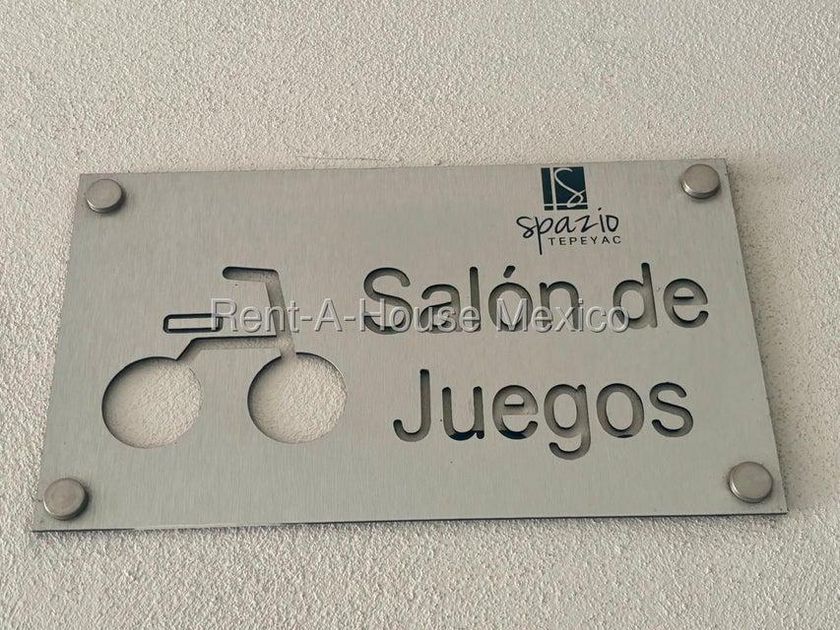 spazio
TEPEYAC
Salón de
Juegos
Rent-A-House Mexico